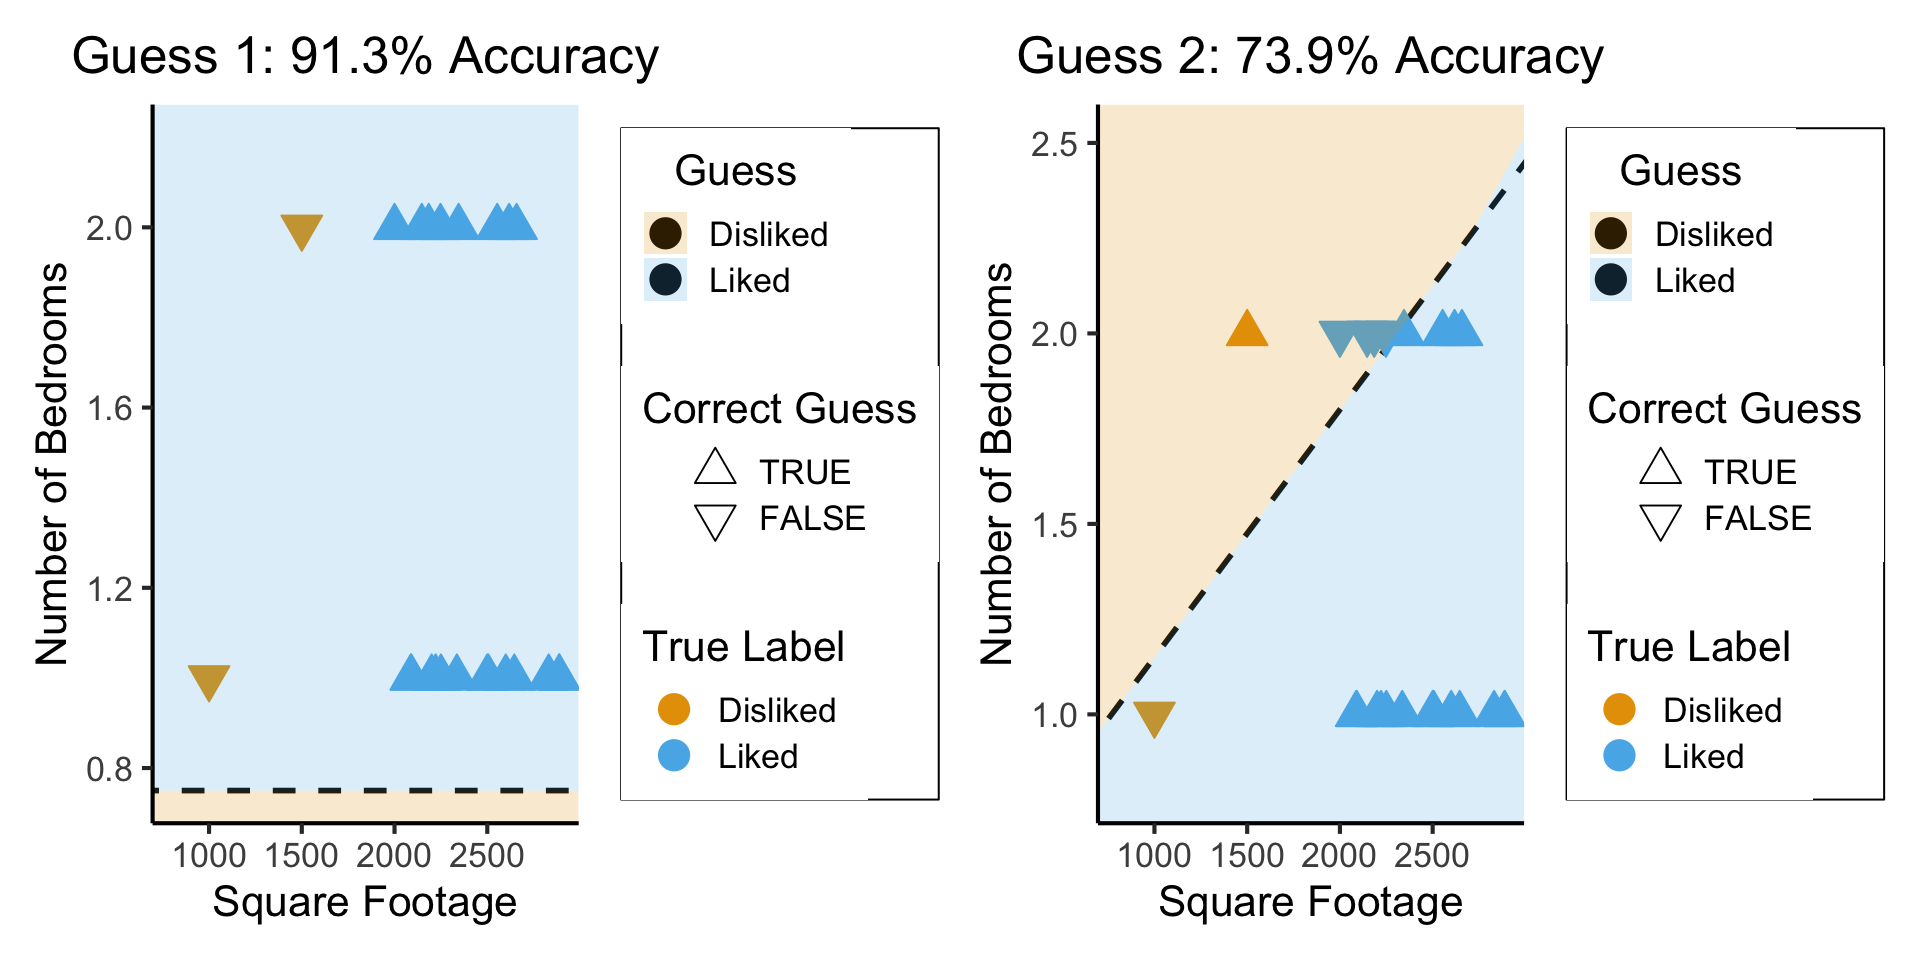 Guess 1: 91.3% Accuracy
Number of Bedrooms
2.0
1.6
1.2
0.8
1000 1500 2000 2500
Square Footage
Guess
Disliked
Liked
Correct Guess
TRUE
FALSE
True Label
Disliked
Liked
Guess 2: 73.9% Accuracy
Number of Bedrooms
2.5
2.0
1.5
1.0
1000 1500 2000 2500
Square Footage
Guess
Disliked
Liked
Correct Guess
TRUE
FALSE
True Label
Disliked
Liked